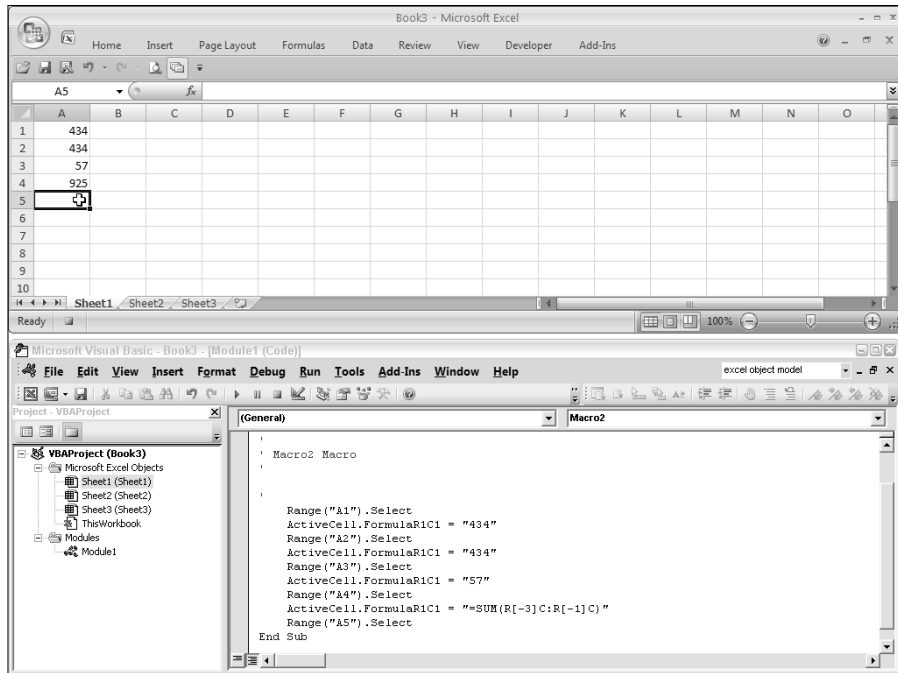 Book3 - Microsoft Excel
Home Insert Page Layout Formulas Data Review View Developer Add-Ins
A5 fx
A B C D E F G H I J K L M N O
1 434
2 434
3 57
4 925
5
6
7
8
9
10
Sheet1 Sheet2 Sheet3
Ready 100%
Microsoft Visual Basic - Book3 - [Module1 (Code)]
File Edit View Insert Format Debug Run Tools Add-Ins Window Help excel object model
Project - VBAProject
(General) Macro2
VBAProject (Book3)
Microsoft Excel Objects
Sheet1 (Sheet1)
Sheet2 (Sheet2)
Sheet3 (Sheet3)
ThisWorkbook
Modules
Module1
'
' Macro2 Macro
'
'
Range("A1").Select
ActiveCell.FormulaR1C1 = "434"
Range("A2").Select
ActiveCell.FormulaR1C1 = "434"
Range("A3").Select
ActiveCell.FormulaR1C1 = "57"
Range("A4").Select
ActiveCell.FormulaR1C1 = "=SUM(R[-3]C:R[-1]C)"
Range("A5").Select
End Sub